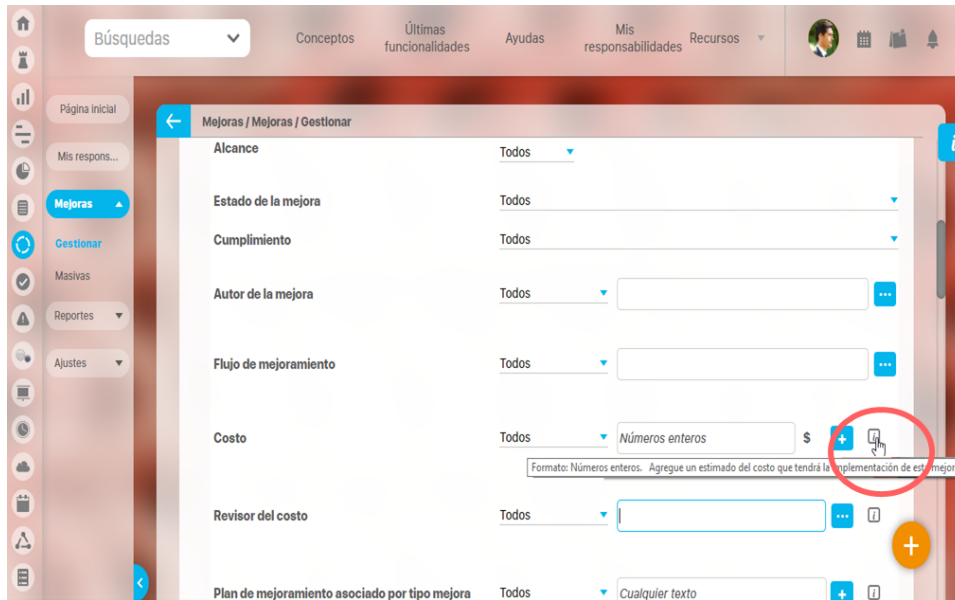 Búsquedas
Conceptos
Últimas
funcionalidades
Ayudas
Mis
responsabilidades
Recursos
Página inicial
Mis respons...
Mejoras
Gestionar
Masivas
Reportes
Ajustes
Mejoras / Mejoras / Gestionar
Alcance
Todos
Estado de la mejora
Todos
Cumplimiento
Todos
Autor de la mejora
Todos
Flujo de mejoramiento
Todos
Costo
Todos
Números enteros
$
Formato: Números enteros. Agregue un estimado del costo que tendrá la implementación de esta mejor
Revisor del costo
Todos
Plan de mejoramiento asociado por tipo mejora
Todos
Cualquier texto